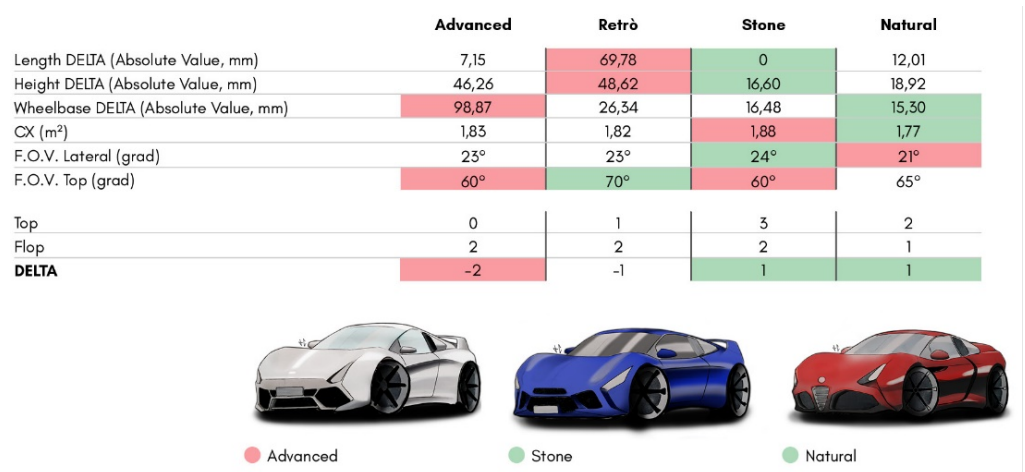 Advanced Retrò Stone Natural
Length DELTA (Absolute Value, mm) 7,15 69,78 0 12,01
Height DELTA (Absolute Value, mm) 46,26 48,62 16,60 18,92
Wheelbase DELTA (Absolute Value, mm) 98,87 26,34 16,48 15,30
CX (m²) 1,83 1,82 1,88 1,77
F.O.V. Lateral (grad) 23° 23° 24° 21°
F.O.V. Top (grad) 60° 70° 60° 65°
Top 0 1 3 2
Flop 2 2 2 1
DELTA -2 -1 1 1
Advanced Stone Natural